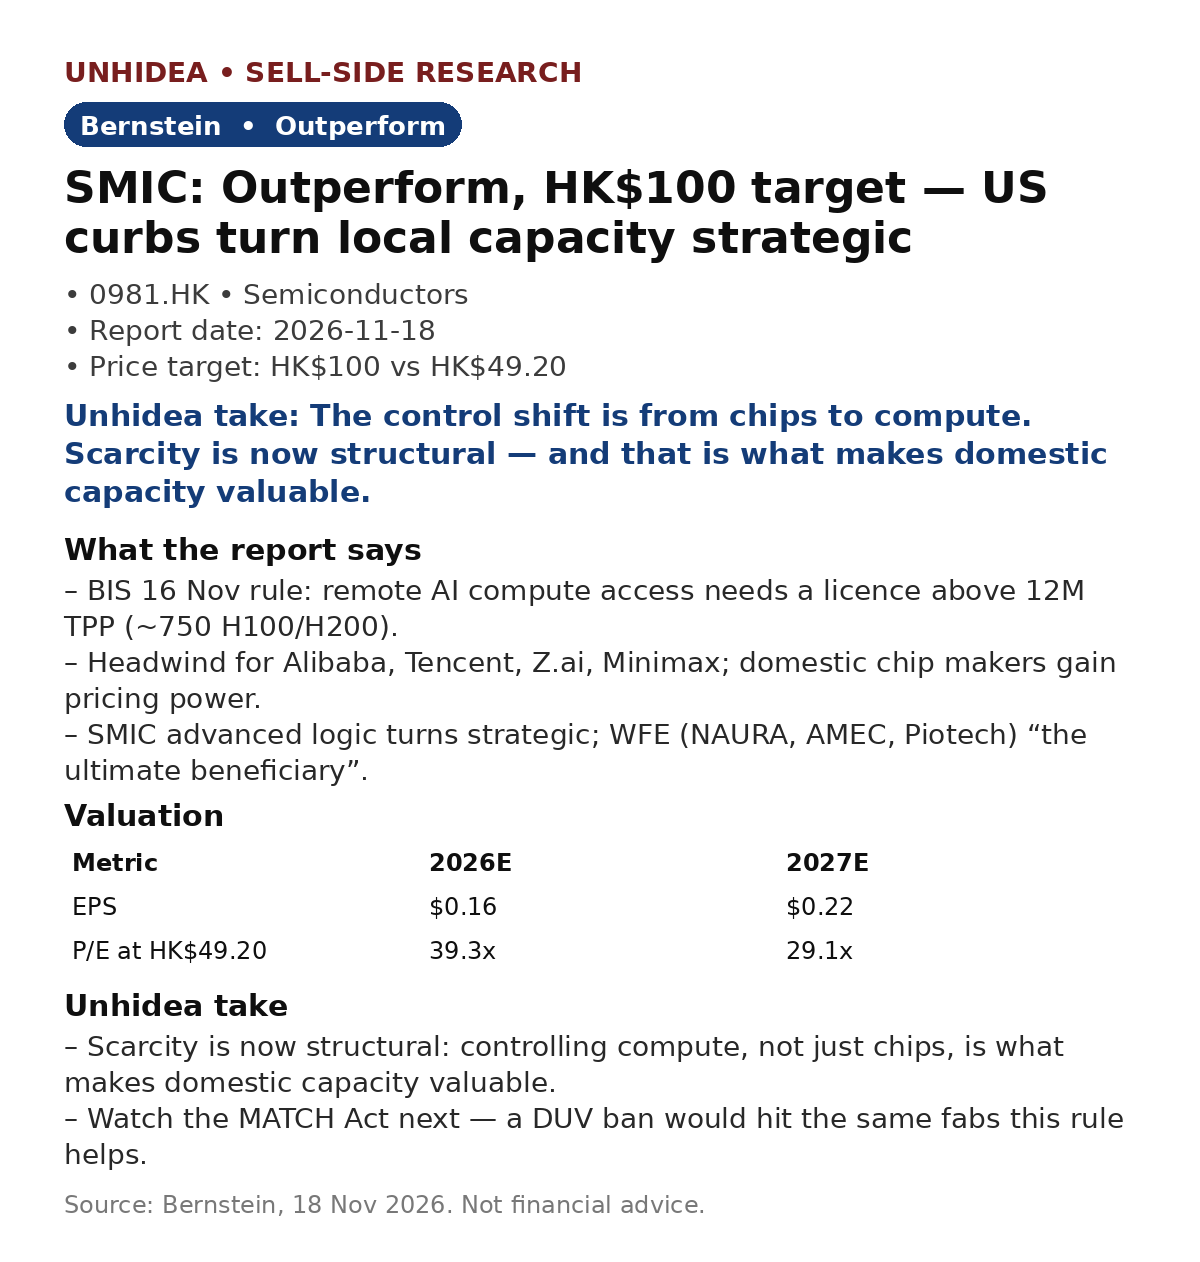 UNHIDEA • SELL-SIDE RESEARCH
Bernstein • Outperform
SMIC: Outperform, HK$100 target — US
curbs turn local capacity strategic
• 0981.HK • Semiconductors
• Report date: 2026-11-18
• Price target: HK$100 vs HK$49.20
Unhidea take: The control shift is from chips to compute.
Scarcity is now structural — and that is what makes domestic
capacity valuable.
What the report says
– BIS 16 Nov rule: remote AI compute access needs a licence above 12M
TPP (~750 H100/H200).
– Headwind for Alibaba, Tencent, Z.ai, Minimax; domestic chip makers gain
pricing power.
– SMIC advanced logic turns strategic; WFE (NAURA, AMEC, Piotech) “the
ultimate beneficiary”.
Valuation
Metric 2026E 2027E
EPS $0.16 $0.22
P/E at HK$49.20 39.3x 29.1x
Unhidea take
– Scarcity is now structural: controlling compute, not just chips, is what
makes domestic capacity valuable.
– Watch the MATCH Act next — a DUV ban would hit the same fabs this rule
helps.
Source: Bernstein, 18 Nov 2026. Not financial advice.